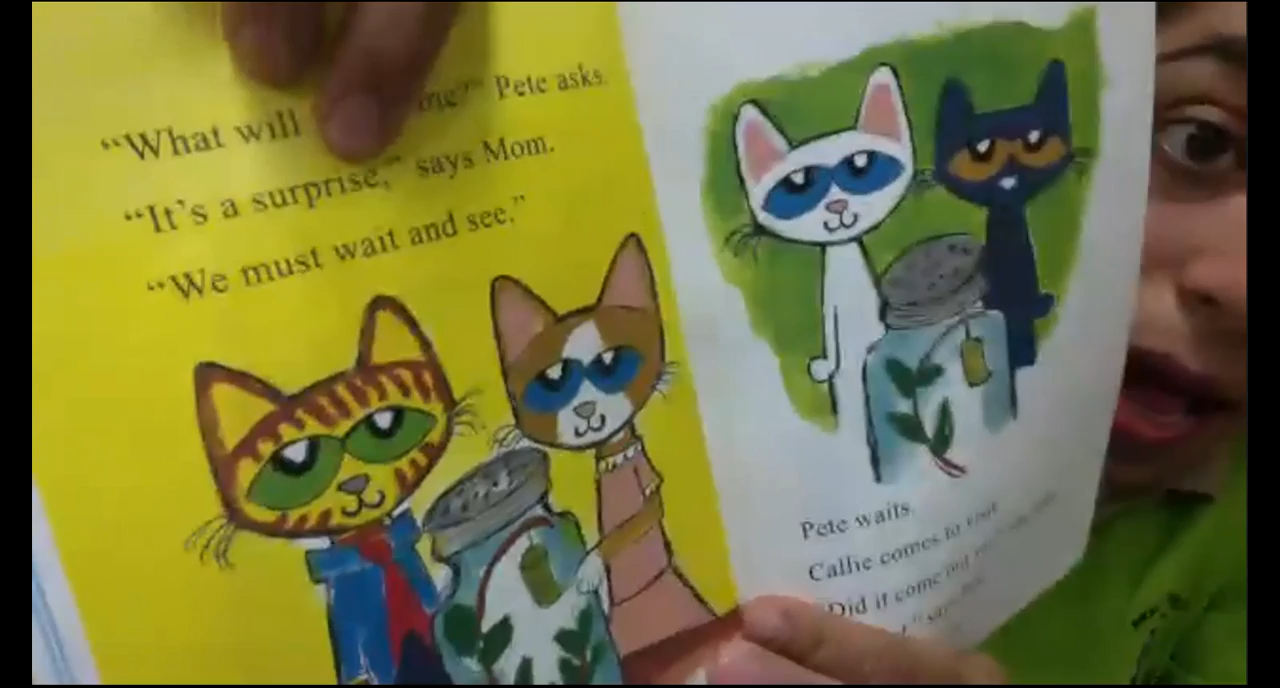 “What will me?” Pete asks.
“It’s a surprise,” says Mom.
“We must wait and see.”
Pete waits.
Callie comes to visit.
“Did it come out